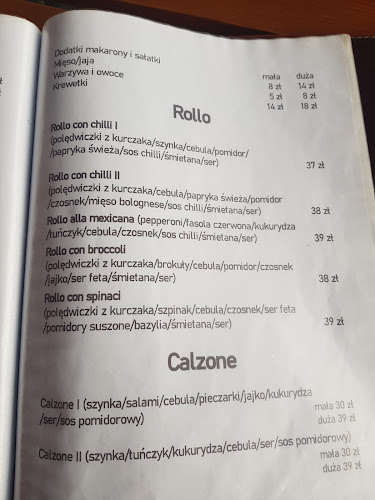 Dodatki makarony i sałatki
Mięso/jaja mała duża
Warzywa i owoce 8 zł 14 zł
Krewetki 5 zł 8 zł
14 zł 18 zł
Rollo
Rollo con chilli I
(polędwiczki z kurczaka/szynka/cebula/pomidor/
/papryka świeża/sos chilli/śmietana/ser) 37 zł
Rollo con chilli II
(polędwiczki z kurczaka/cebula/papryka świeża/pomidor
/czosnek/mięso bolognese/sos chilli/śmietana/ser) 38 zł
Rollo alla mexicana (pepperoni/fasola czerwona/kukurydza
/tuńczyk/cebula/czosnek/sos chilli/śmietana/ser) 39 zł
Rollo con broccoli
(polędwiczki z kurczaka/brokuły/cebula/pomidor/czosnek
/jajko/ser feta/śmietana/ser) 38 zł
Rollo con spinaci
(polędwiczki z kurczaka/szpinak/cebula/czosnek/ser feta
/pomidory suszone/bazylia/śmietana/ser) 39 zł
Calzone
Calzone I (szynka/salami/cebula/pieczarki/jajko/kukurydza
/ser/sos pomidorowy) mała 30 zł
duża 39 zł
Calzone II (szynka/tuńczyk/kukurydza/cebula/ser/sos pomidorowy)
mała 30 zł
duża 39 zł